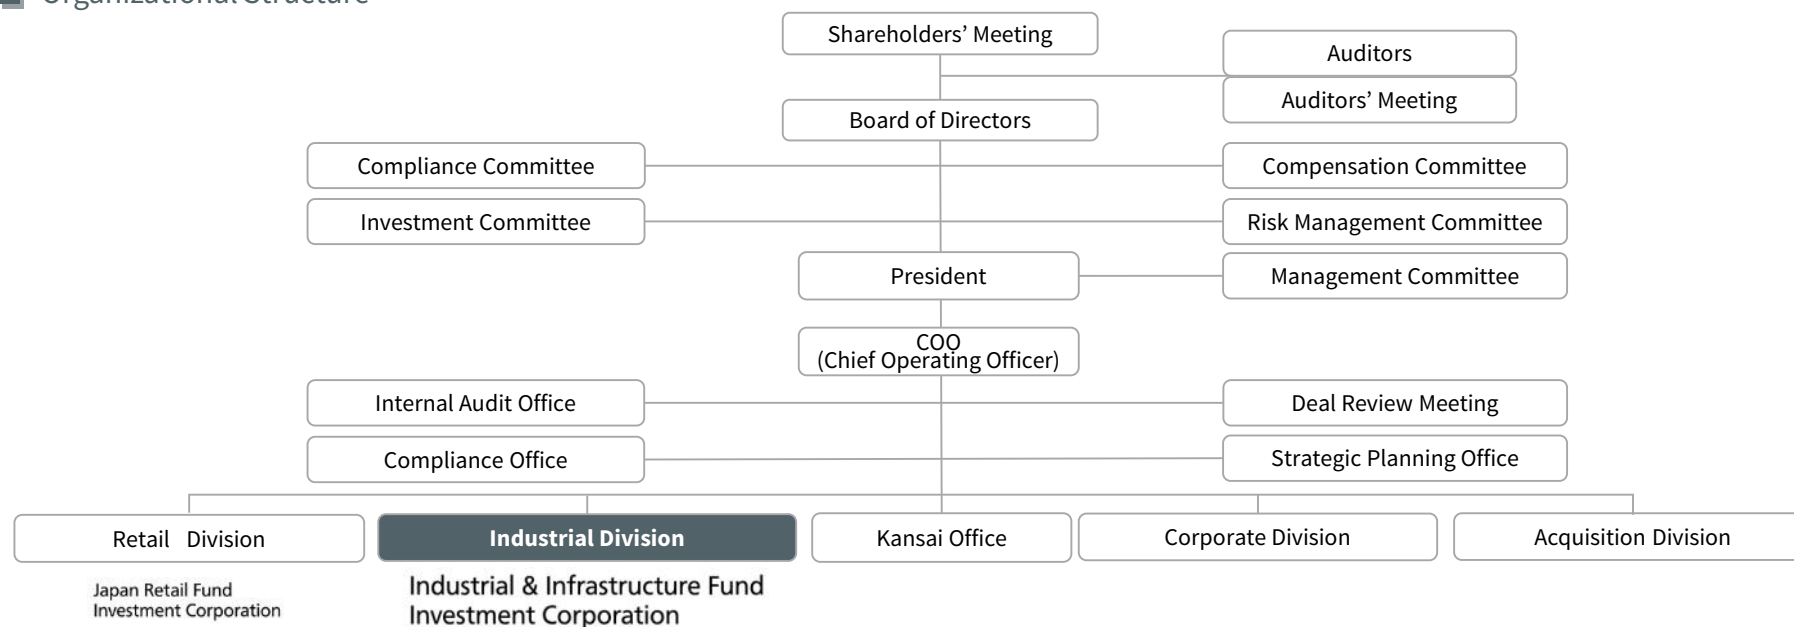 Organizational Structure
Shareholders’ Meeting
Auditors
Auditors’ Meeting
Board of Directors
Compliance Committee
Compensation Committee
Investment Committee
Risk Management Committee
President
Management Committee
COO
(Chief Operating Officer)
Internal Audit Office
Deal Review Meeting
Compliance Office
Strategic Planning Office
Retail Division
Industrial Division
Kansai Office
Corporate Division
Acquisition Division
Japan Retail Fund
Investment Corporation
Industrial & Infrastructure Fund
Investment Corporation